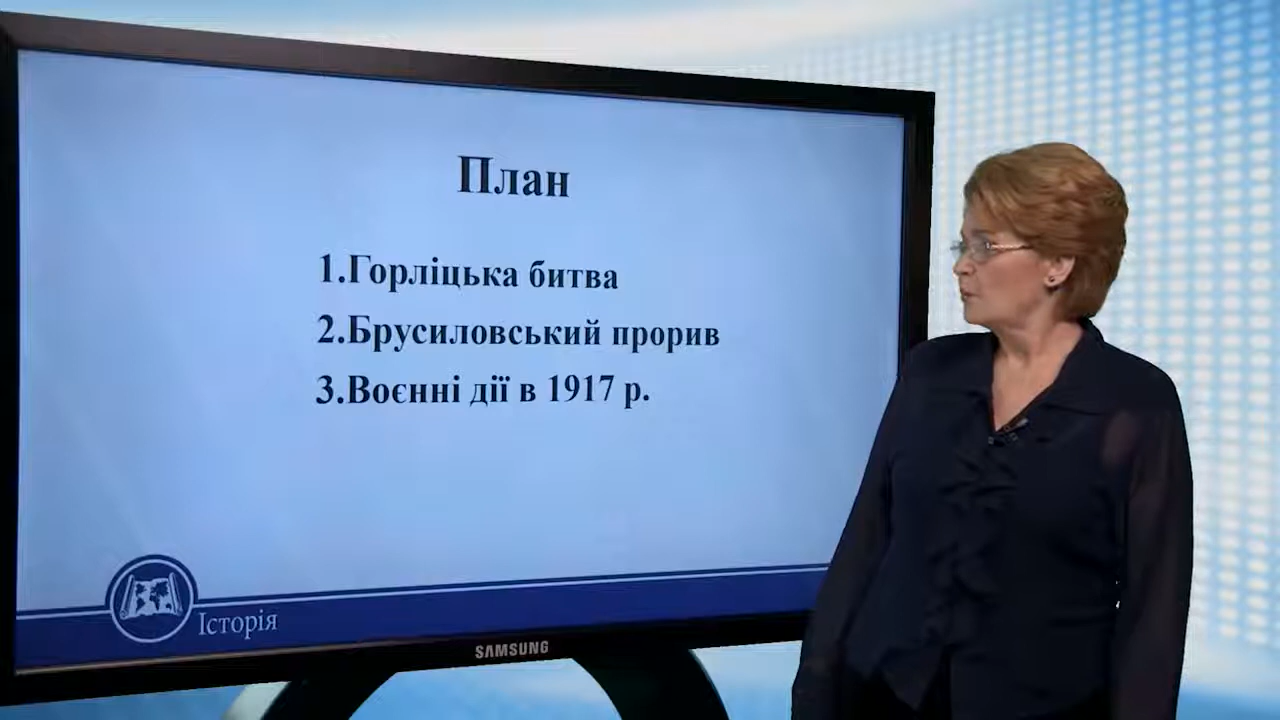 План
1.Горліцька битва
2.Брусиловський прорив
3.Воєнні дії в 1917 р.
Історія
SAMSUNG